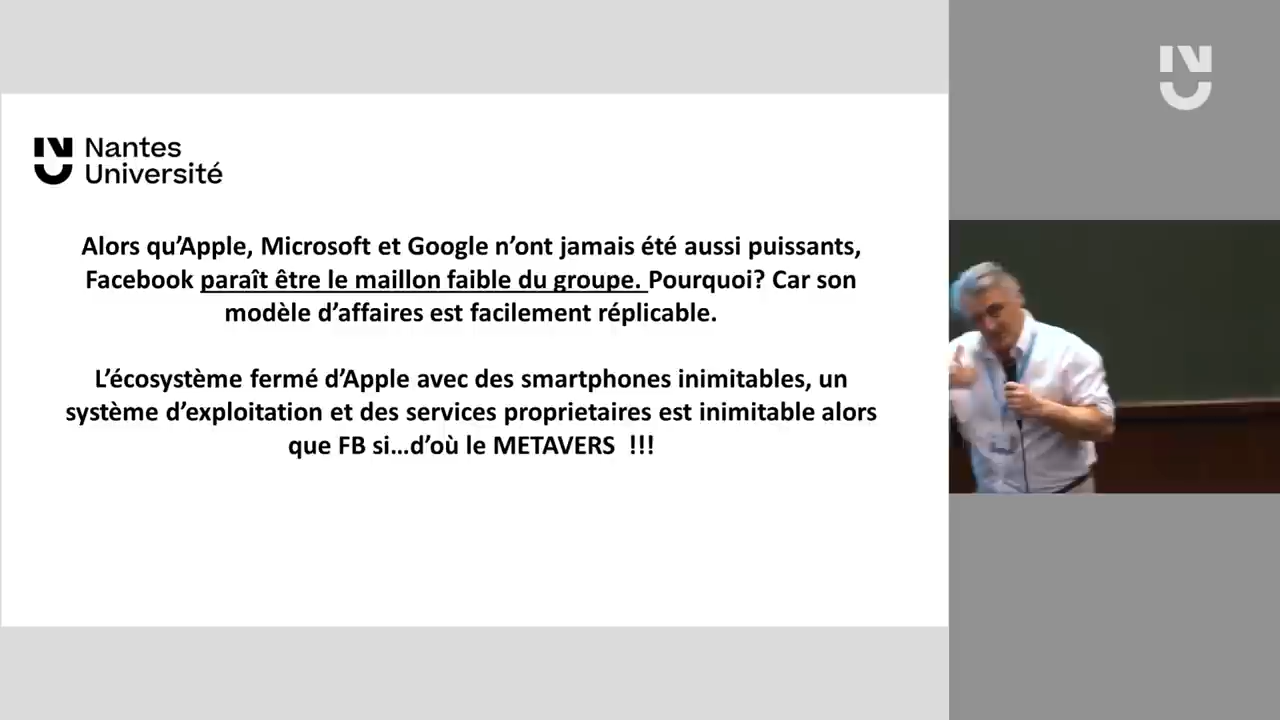 Nantes
Université
Alors qu’Apple, Microsoft et Google n’ont jamais été aussi puissants,
Facebook paraît être le maillon faible du groupe. Pourquoi? Car son
modèle d’affaires est facilement réplicable.
L’écosystème fermé d’Apple avec des smartphones inimitables, un
système d’exploitation et des services proprietaires est inimitable alors
que FB si...d’où le METAVERS !!!